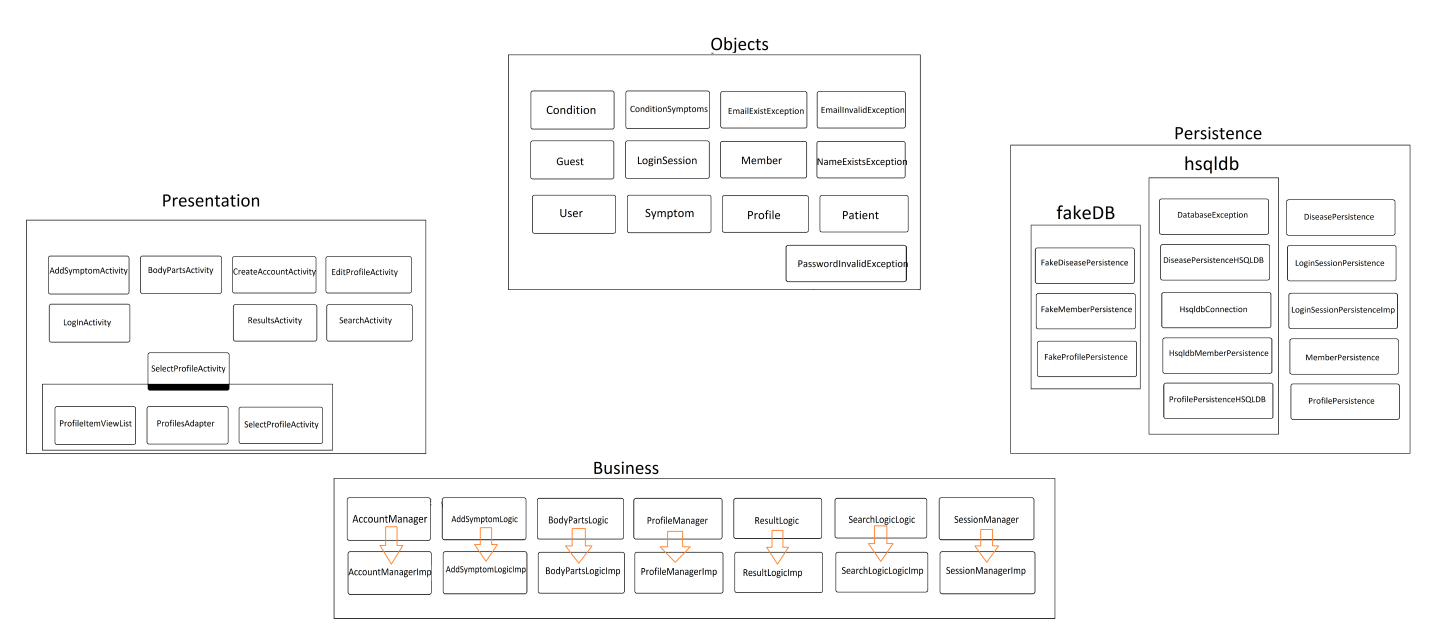 Objects
Condition
ConditionSymptoms
EmailExistException
EmailInvalidException
Guest
LoginSession
Member
NameExistsException
User
Symptom
Profile
Patient
PasswordInvalidException
Persistence
hsqldb
fakeDB
DatabaseException
DiseasePersistence
FakeDiseasePersistence
DiseasePersistenceHSQLDB
LoginSessionPersistence
FakeMemberPersistence
HsqldbConnection
LoginSessionPersistenceImp
FakeProfilePersistence
HsqldbMemberPersistence
MemberPersistence
ProfilePersistenceHSQLDB
ProfilePersistence
Presentation
AddSymptomActivity
BodyPartsActivity
CreateAccountActivity
EditProfileActivity
LogInActivity
ResultsActivity
SearchActivity
SelectProfileActivity
ProfileItemViewList
ProfilesAdapter
SelectProfileActivity
Business
AccountManager
AddSymptomLogic
BodyPartsLogic
ProfileManager
ResultLogic
SearchLogicLogic
SessionManager
AccountManagerImp
AddSymptomLogicImp
BodyPartsLogicImp
ProfileManagerImp
ResultLogicImp
SearchLogicLogicImp
SessionManagerImp